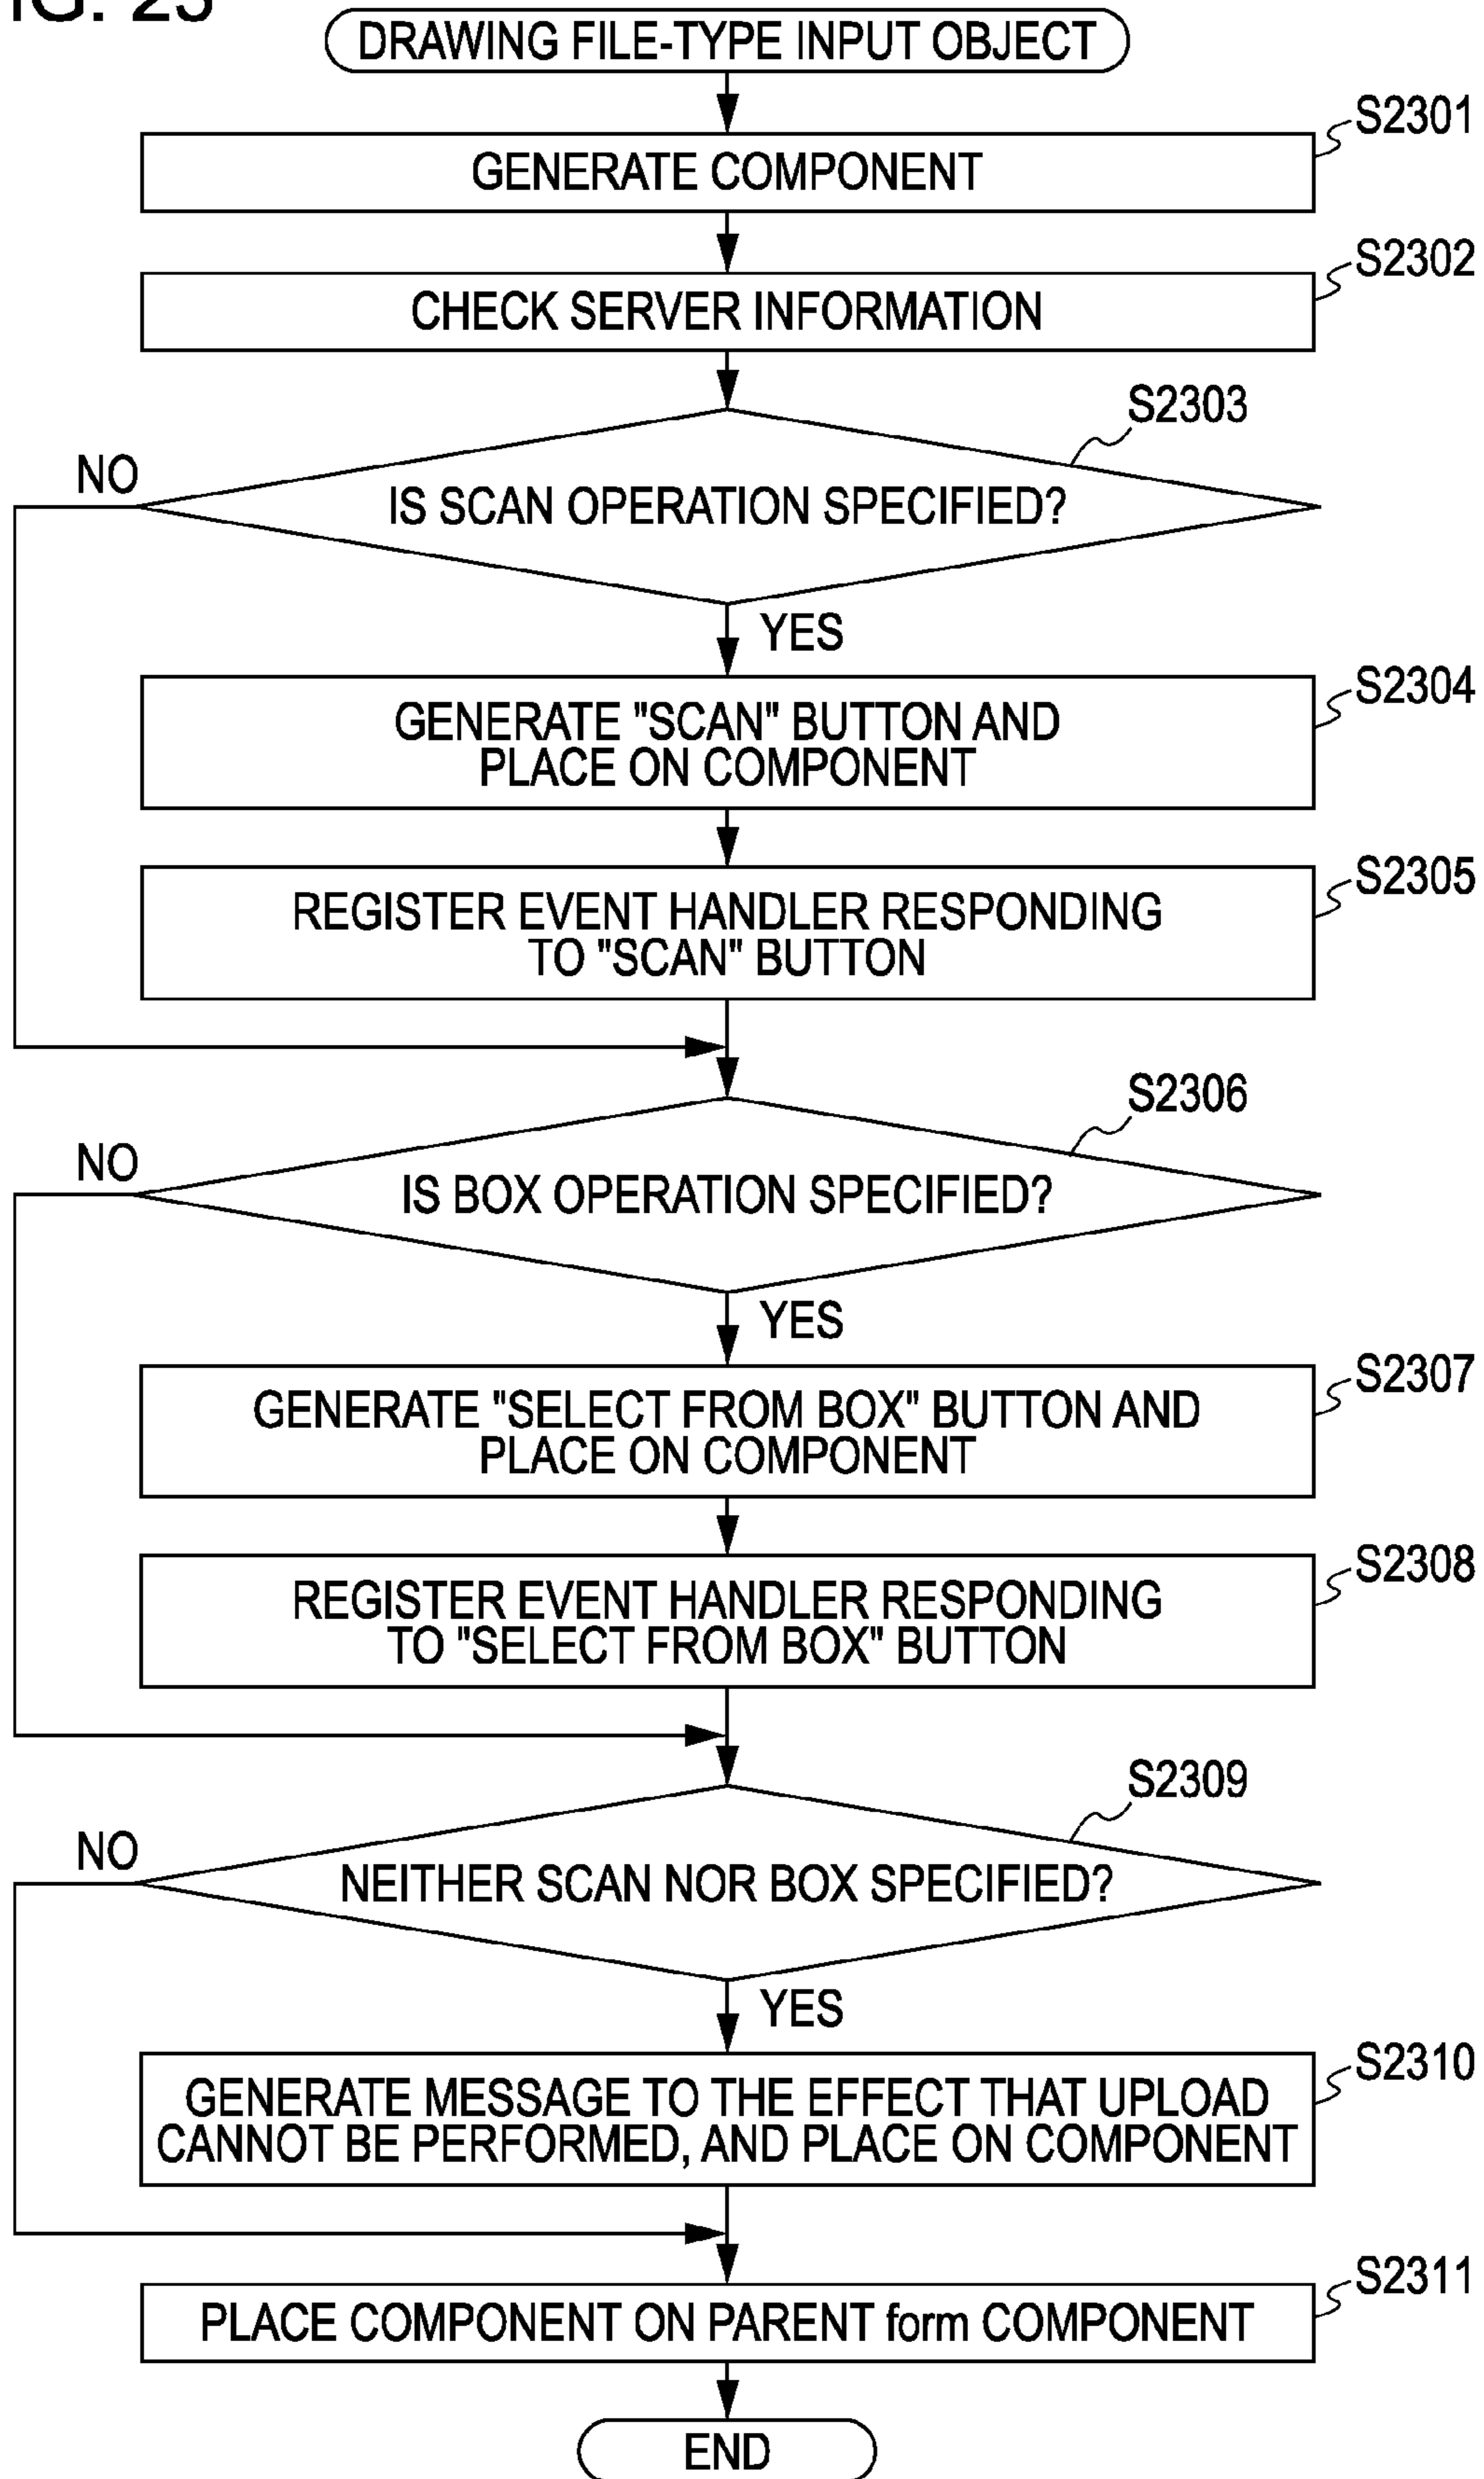 IG. 23
DRAWING FILE-TYPE INPUT OBJECT
S2301
GENERATE COMPONENT
S2302
CHECK SERVER INFORMATION
S2303
NO
IS SCAN OPERATION SPECIFIED?
YES
S2304
GENERATE "SCAN" BUTTON AND
PLACE ON COMPONENT
S2305
REGISTER EVENT HANDLER RESPONDING
TO "SCAN" BUTTON
S2306
NO
IS BOX OPERATION SPECIFIED?
YES
S2307
GENERATE "SELECT FROM BOX" BUTTON AND
PLACE ON COMPONENT
S2308
REGISTER EVENT HANDLER RESPONDING
TO "SELECT FROM BOX" BUTTON
S2309
NO
NEITHER SCAN NOR BOX SPECIFIED?
YES
S2310
GENERATE MESSAGE TO THE EFFECT THAT UPLOAD
CANNOT BE PERFORMED, AND PLACE ON COMPONENT
S2311
PLACE COMPONENT ON PARENT form COMPONENT
END